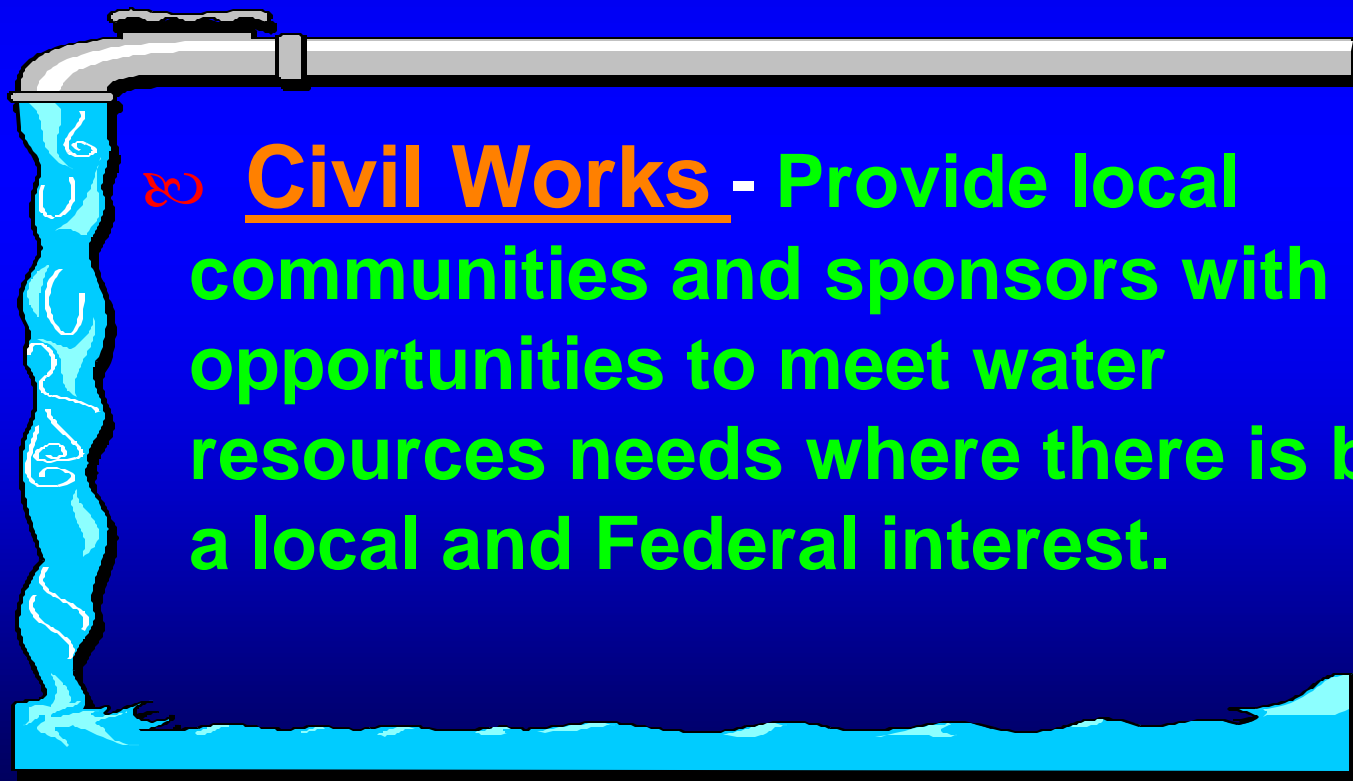 Civil Works - Provide local
communities and sponsors with
opportunities to meet water
resources needs where there is
a local and Federal interest.